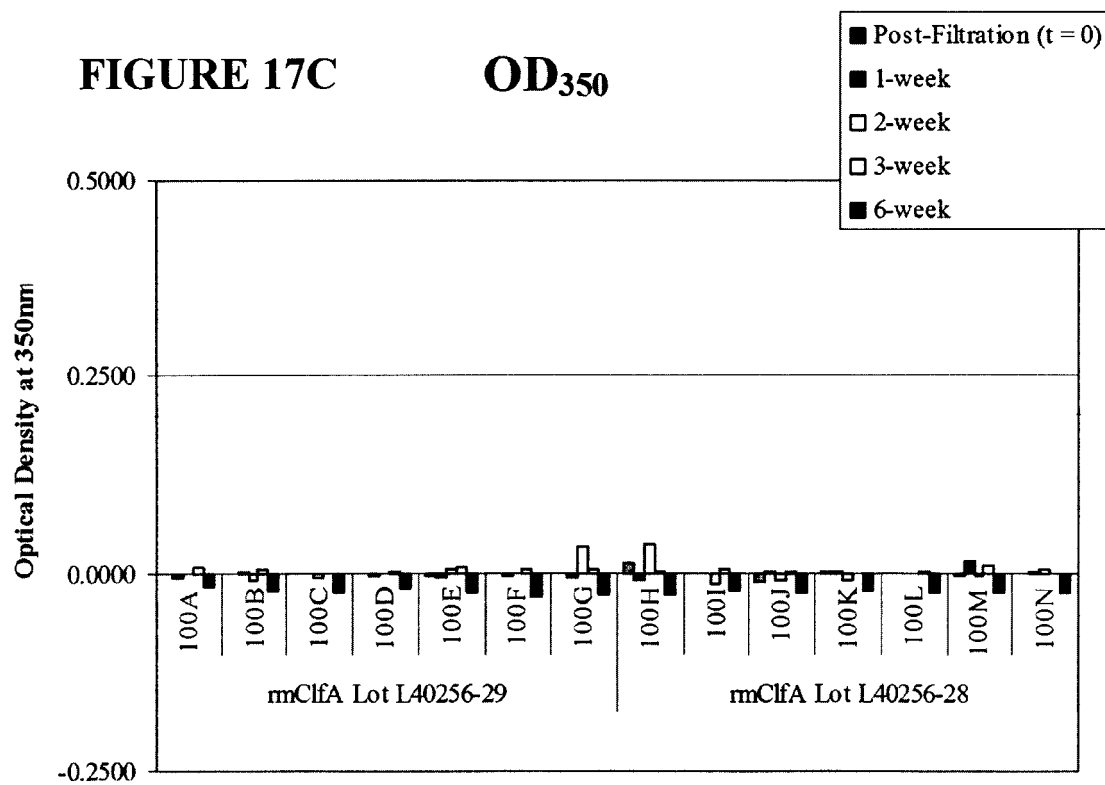 FIGURE 17C
OD350
Post-Filtration (t = 0)
1-week
2-week
3-week
6-week
Optical Density at 350nm
0.5000
0.2500
0.0000
-0.2500
100A
100B
100C
100D
100E
100F
100G
100H
100I
100J
100K
100L
100M
100N
rmClfA Lot L40256-29
rmClfA Lot L40256-28